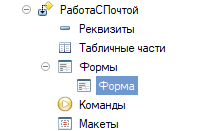 РаботаСПочтой
Реквизиты
Табличные части
Формы
Форма
Команды
Макеты